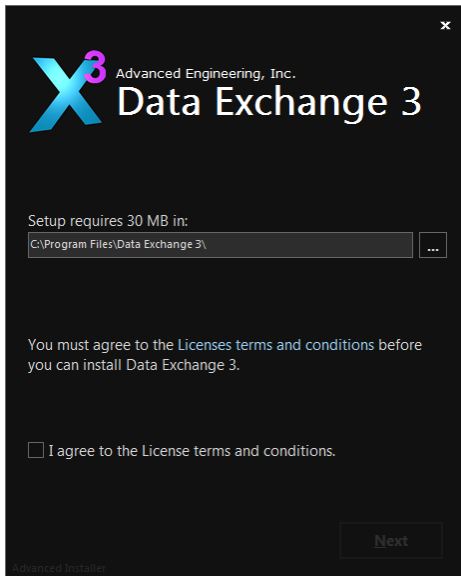 x
X3
Advanced Engineering, Inc.
Data Exchange 3
Setup requires 30 MB in:
C:\Program Files\Data Exchange 3\
...
You must agree to the Licenses terms and conditions before
you can install Data Exchange 3.
I agree to the License terms and conditions.
Next
Advanced Installer